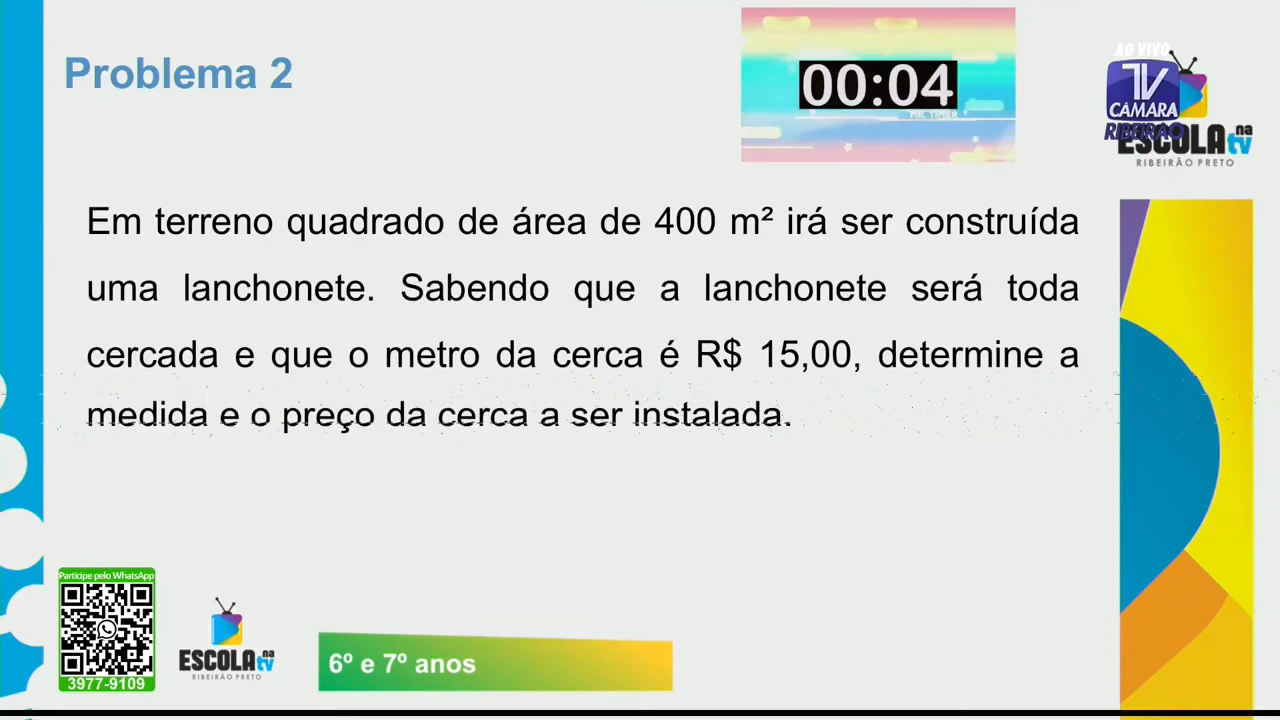 Problema 2
00:04
MR. TIMER
AO VIVO
TV
CÂMARA
RIBEIRÃO
ESCOLA na tv
RIBEIRÃO PRETO
Em terreno quadrado de área de 400 m² irá ser construída
uma lanchonete. Sabendo que a lanchonete será toda
cercada e que o metro da cerca é R$ 15,00, determine a
medida e o preço da cerca a ser instalada.
Participe pelo WhatsApp
3977-9109
ESCOLA na tv
RIBEIRÃO PRETO
6º e 7º anos